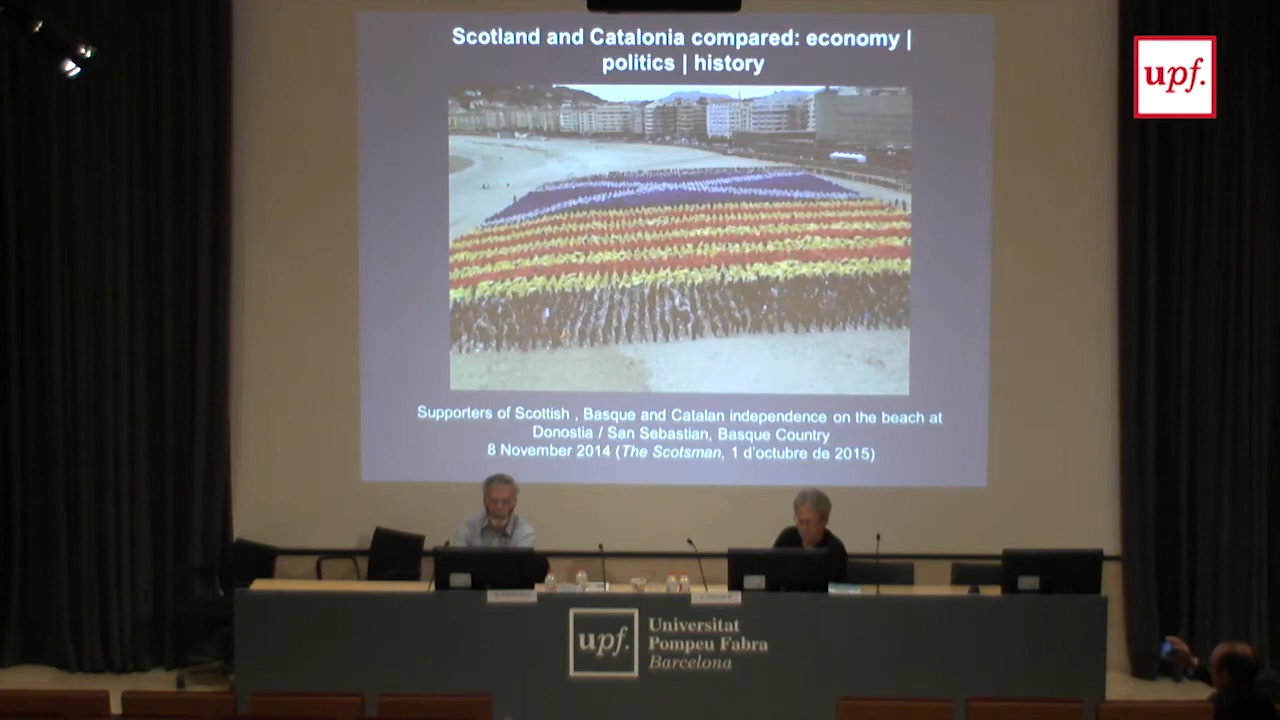 Scotland and Catalonia compared: economy |
politics | history
upf.
Supporters of Scottish , Basque and Catalan independence on the beach at
Donostia / San Sebastian, Basque Country
8 November 2014 (The Scotsman, 1 d'octubre de 2015)
upf.
Universitat
Pompeu Fabra
Barcelona